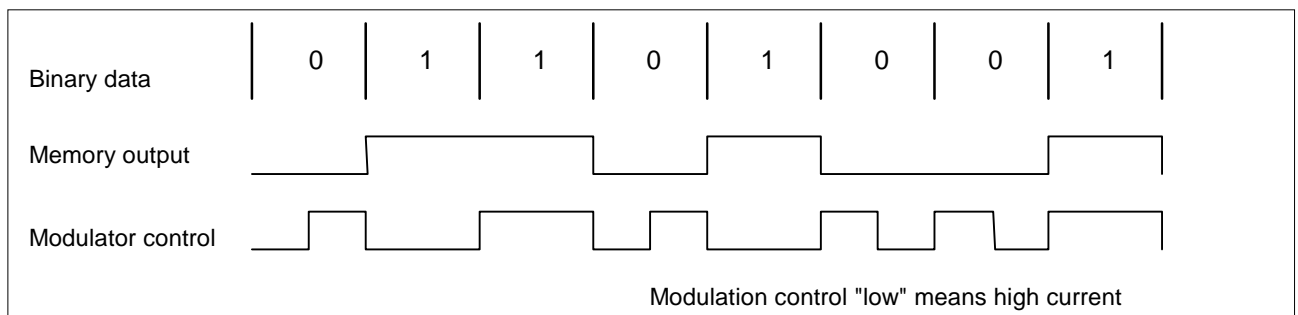 Binary data 0 1 1 0 1 0 0 1
Memory output
Modulator control
Modulation control "low" means high current